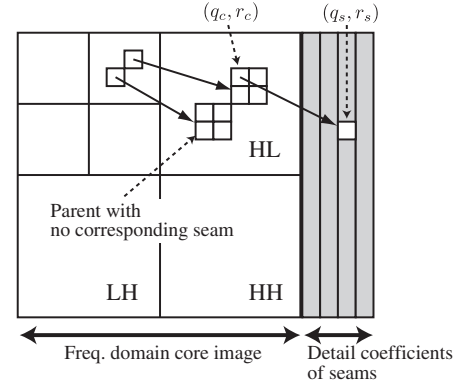 (q_c, r_c)
(q_s, r_s)
HL
Parent with
no corresponding seam
LH
HH
Freq. domain core image
Detail coefficients
of seams